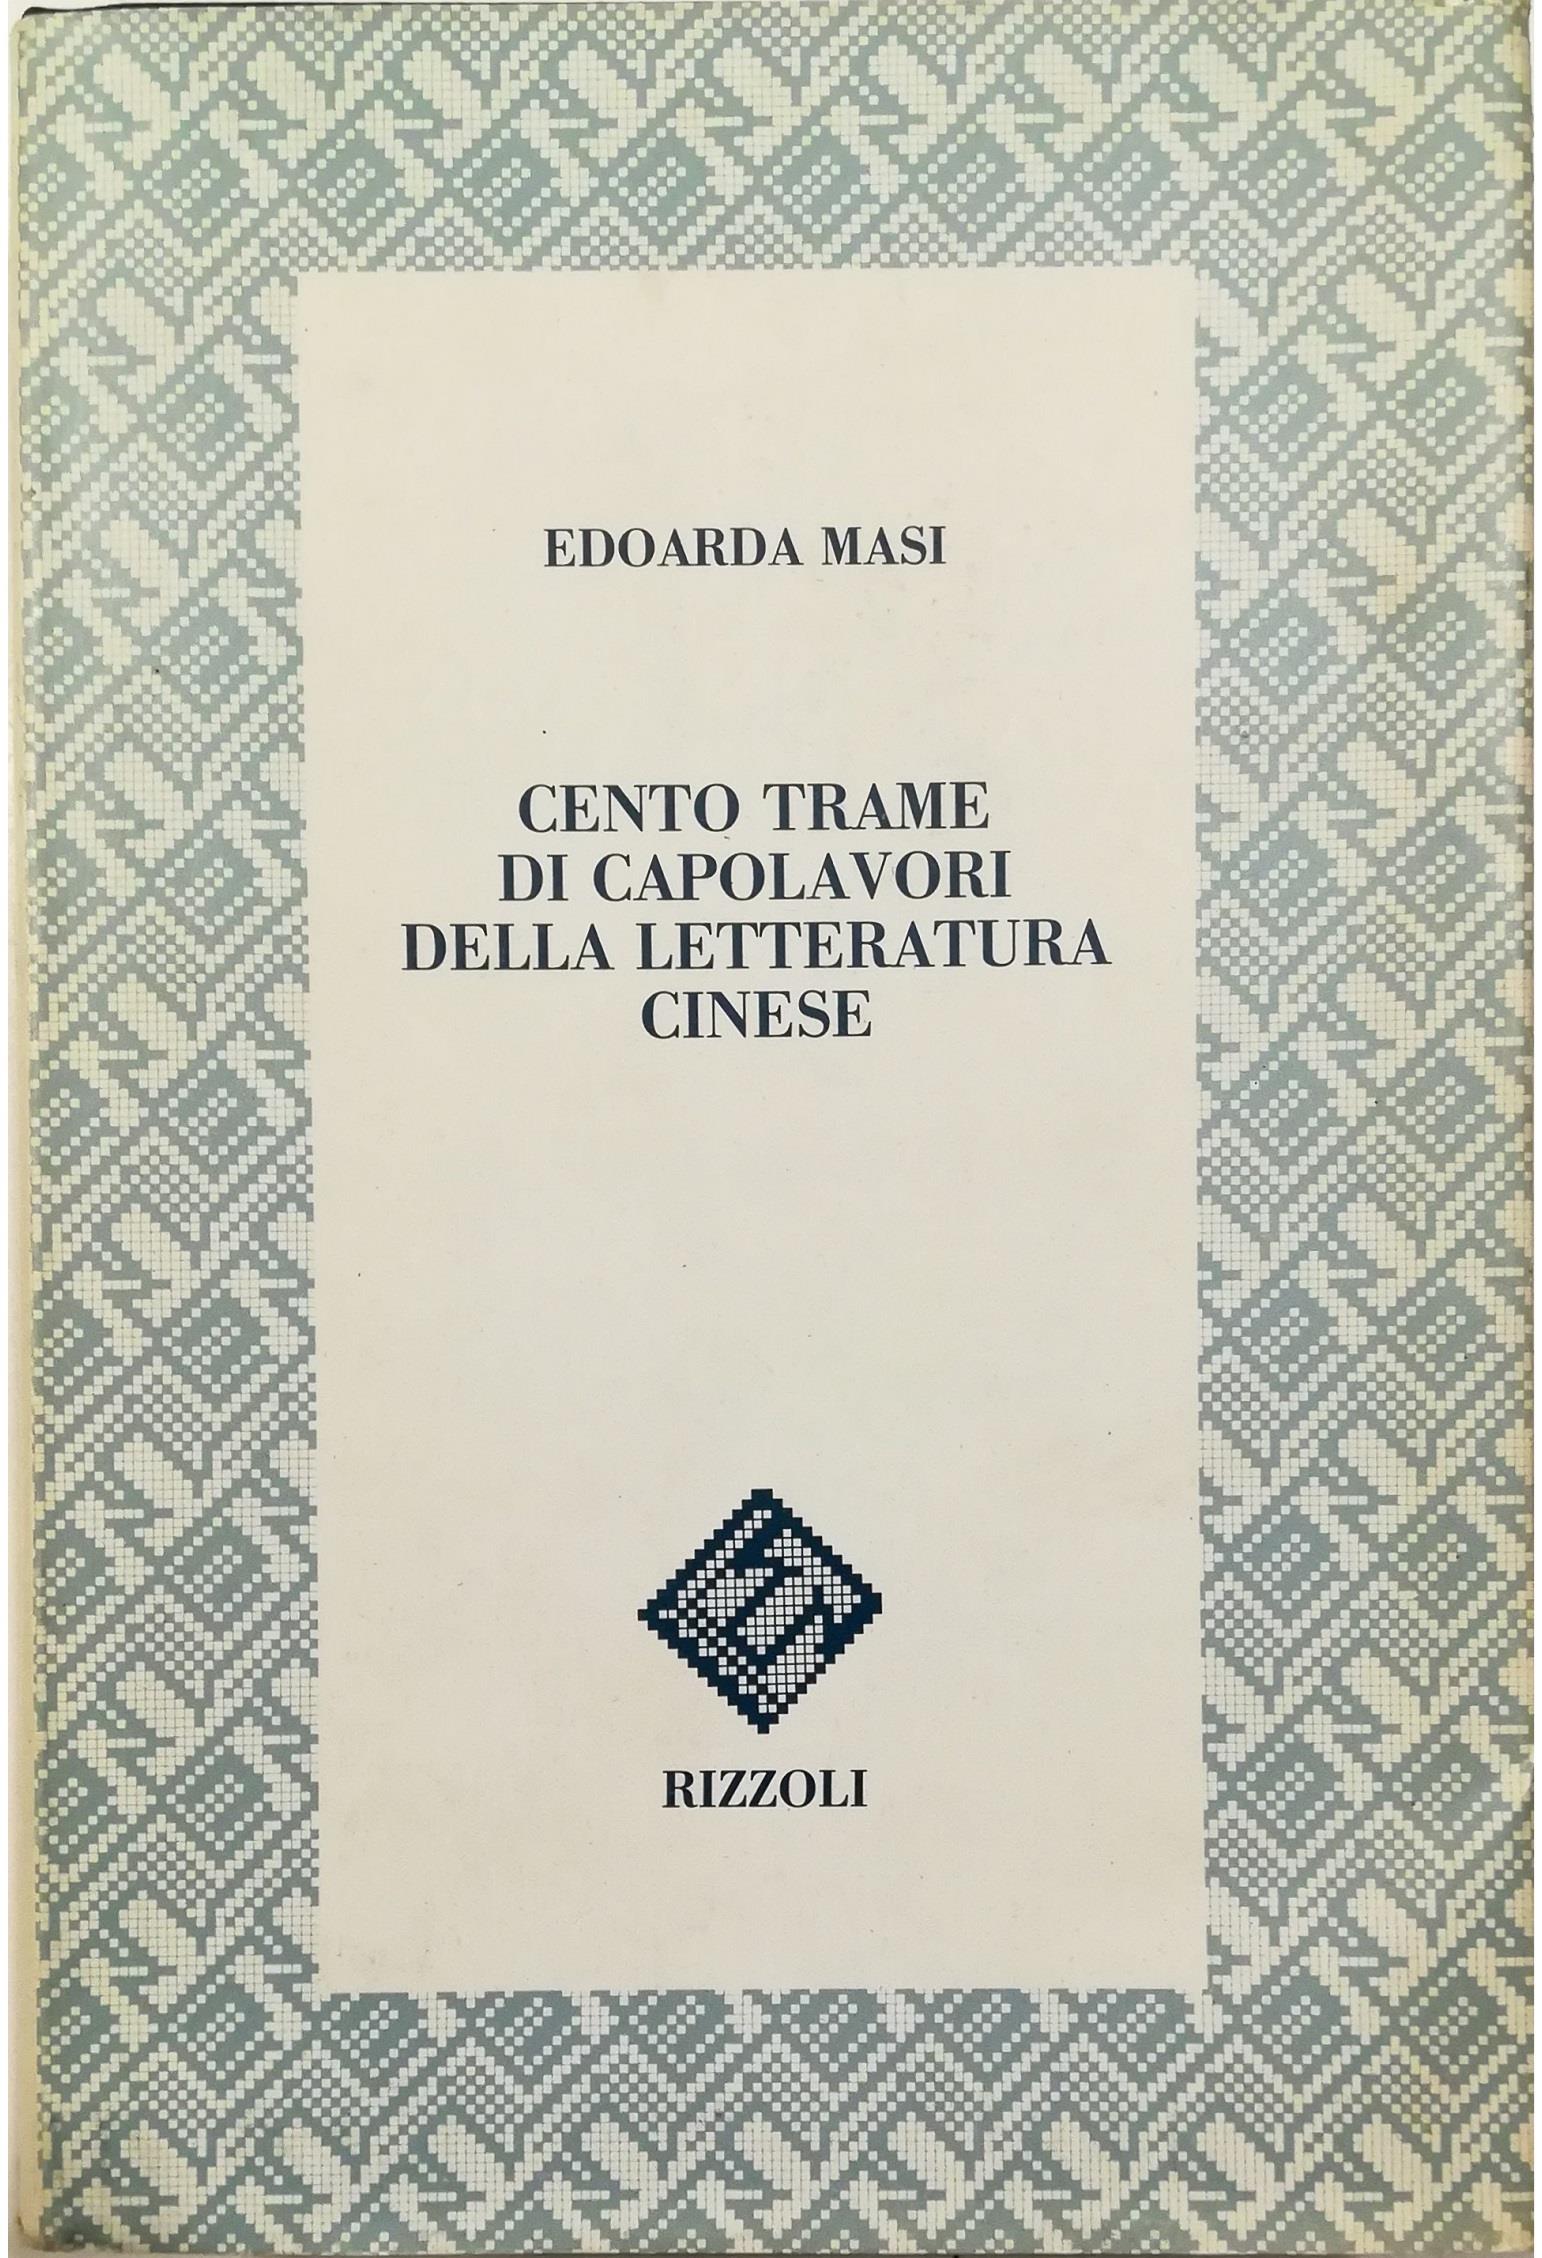 EDOARDA MASI
CENTO TRAME
DI CAPOLAVORI
DELLA LETTERATURA
CINESE
RIZZOLI